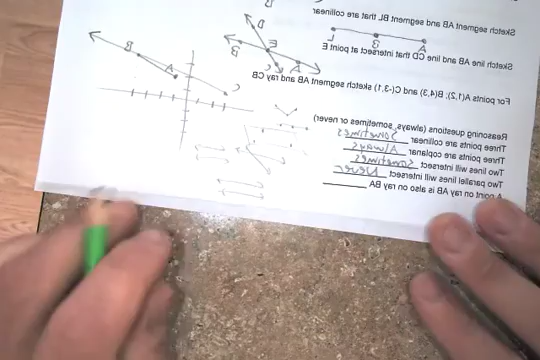 Sketch segment AB and segment BL that are collinear
L B A
Sketch line AB and line CD that intersect at point E
D
E
B
A
C
For points A(1,2); B(4,3) and C(-3,1) sketch segment AB and ray CB
B
A
C
Reasoning questions (always, sometimes or never)
Three points are collinear Sometimes
Three points are coplanar Always
Two lines will intersect Sometimes
Two parallel lines will intersect Never
A point on ray AB is also on ray BA